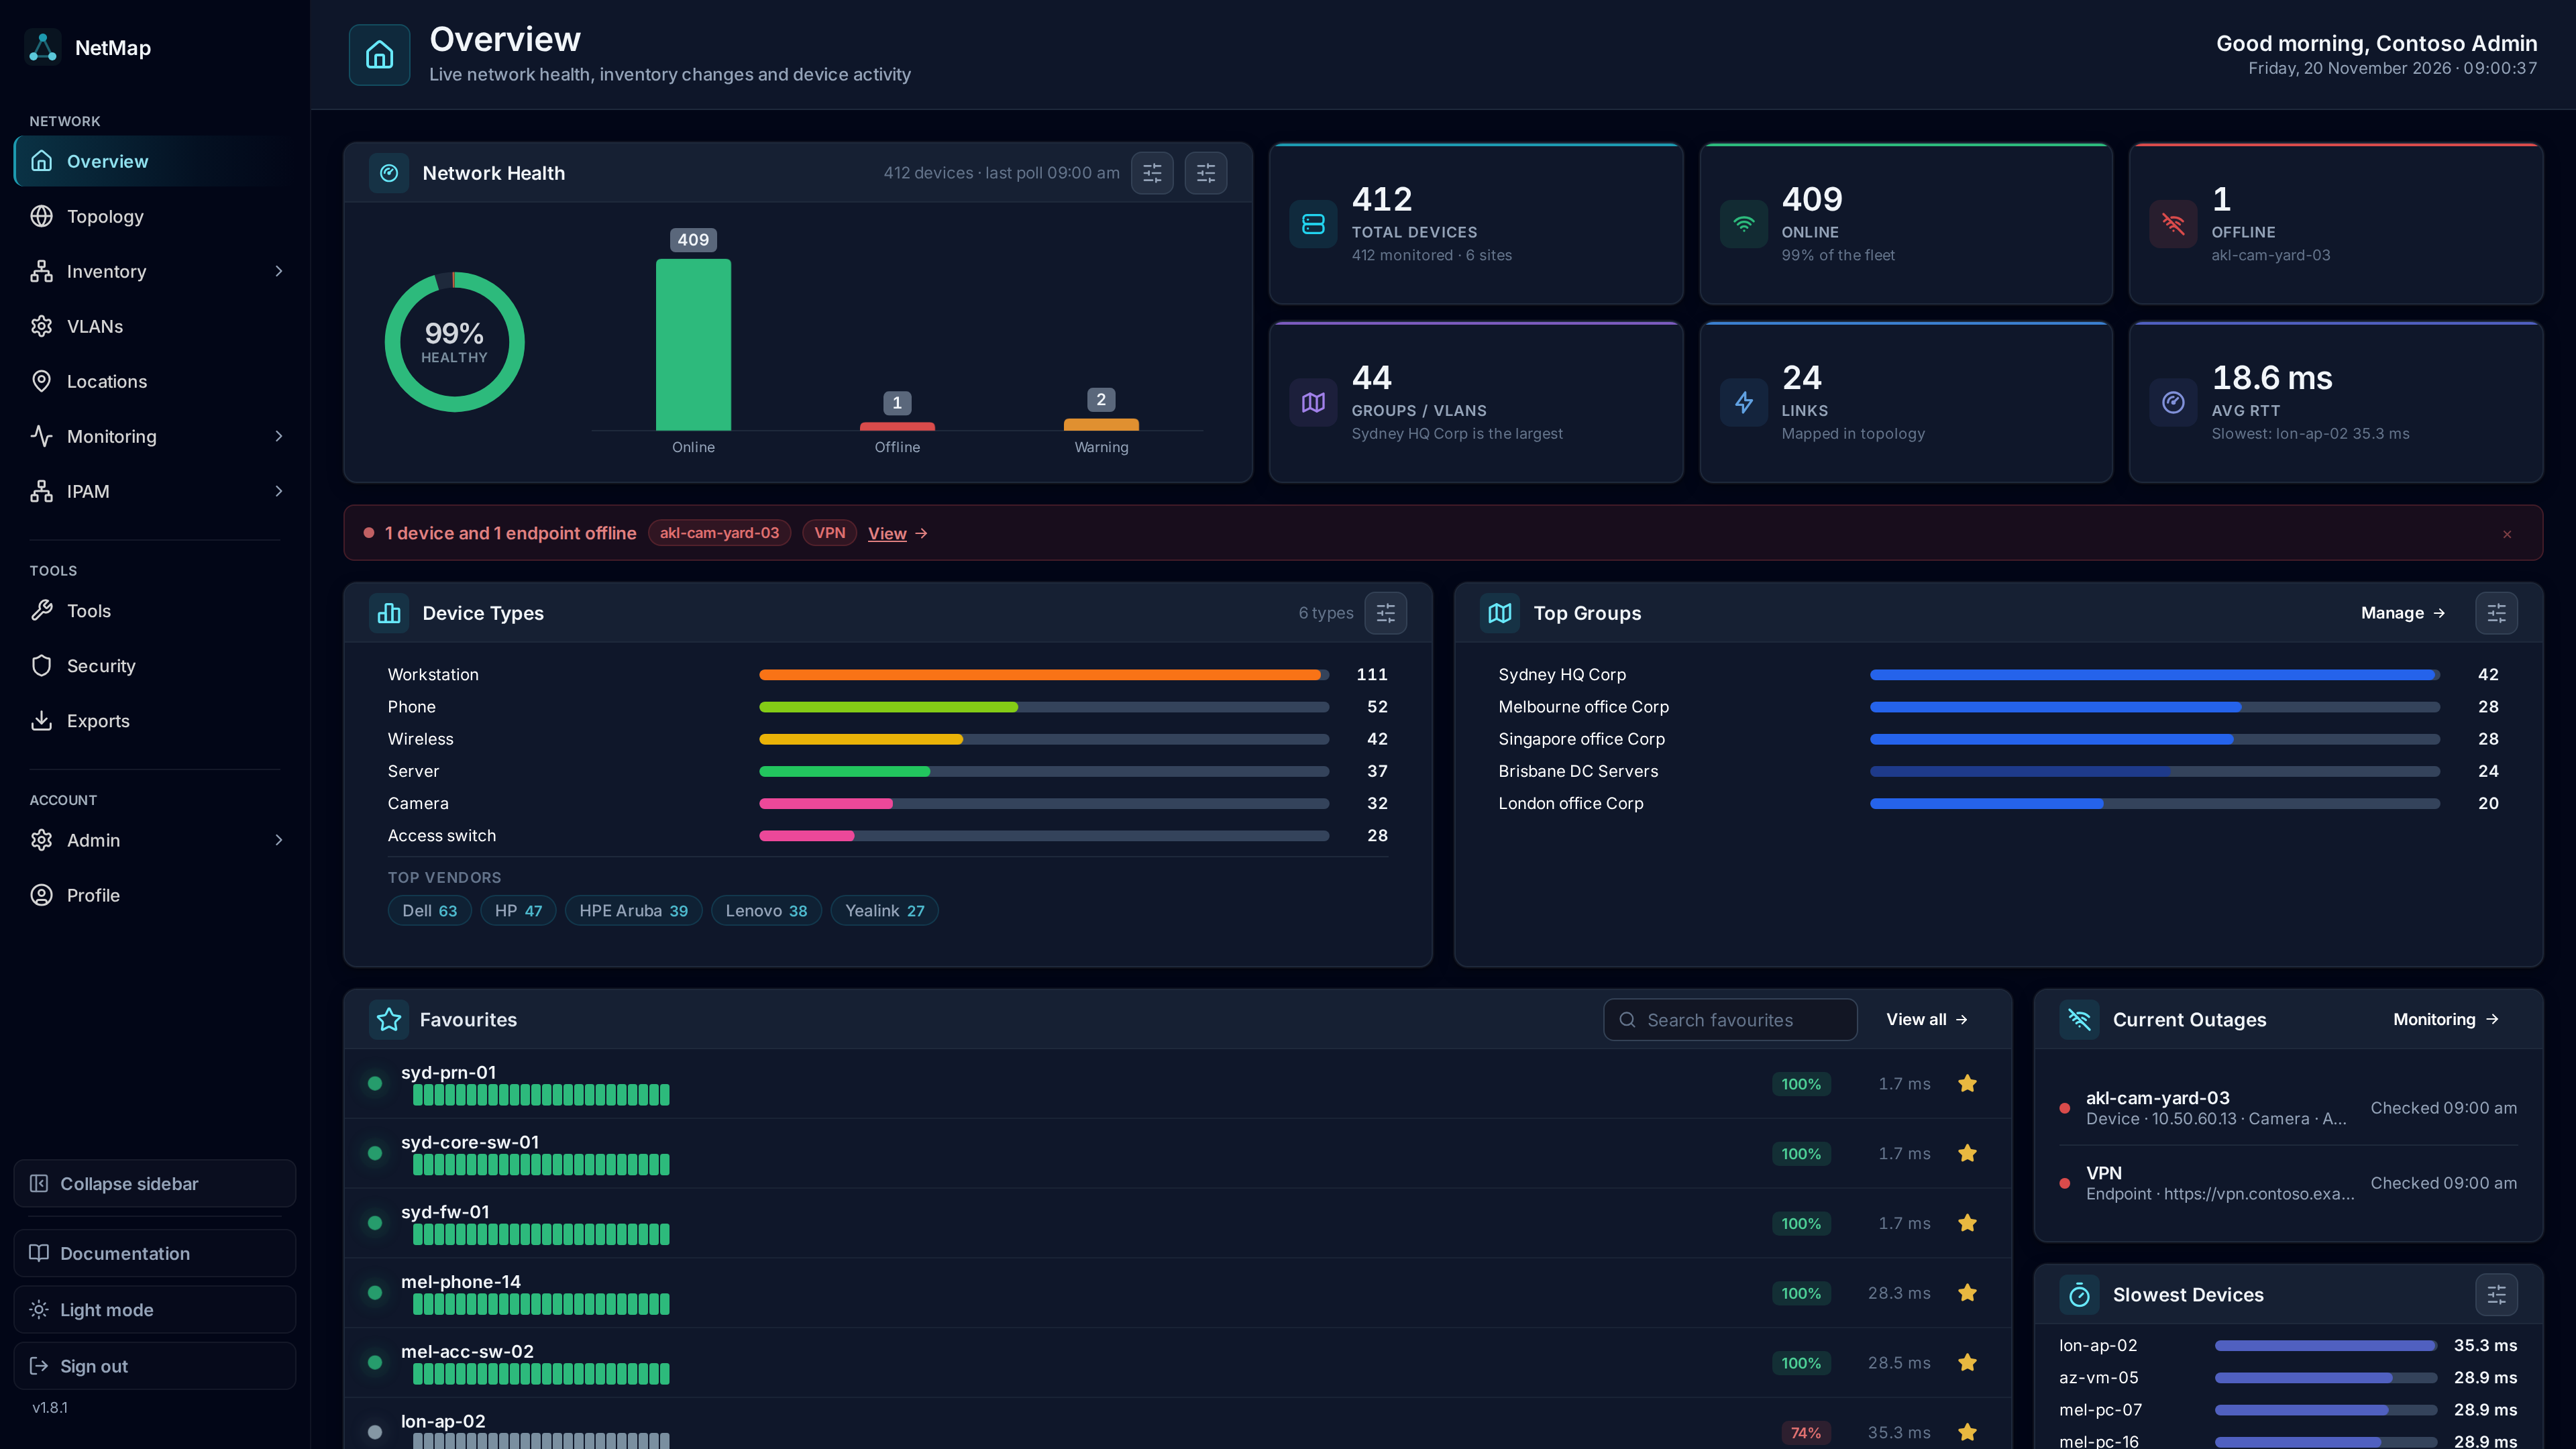 NetMap
NETWORK
Overview
Topology
Inventory
VLANs
Locations
Monitoring
IPAM
TOOLS
Tools
Security
Exports
ACCOUNT
Admin
Profile
Collapse sidebar
Documentation
Light mode
Sign out
v1.8.1
Overview
Live network health, inventory changes and device activity
Good morning, Contoso Admin
Friday, 20 November 2026 · 09:00:37
Network Health
412 devices · last poll 09:00 am
99%
HEALTHY
409
1
2
Online
Offline
Warning
412
TOTAL DEVICES
412 monitored · 6 sites
409
ONLINE
99% of the fleet
1
OFFLINE
akl-cam-yard-03
44
GROUPS / VLANS
Sydney HQ Corp is the largest
24
LINKS
Mapped in topology
18.6 ms
AVG RTT
Slowest: lon-ap-02 35.3 ms
1 device and 1 endpoint offline akl-cam-yard-03 VPN View → ×
Device Types
6 types
Workstation 111
Phone 52
Wireless 42
Server 37
Camera 32
Access switch 28
TOP VENDORS
Dell 63 HP 47 HPE Aruba 39 Lenovo 38 Yealink 27
Top Groups
Manage →
Sydney HQ Corp 42
Melbourne office Corp 28
Singapore office Corp 28
Brisbane DC Servers 24
London office Corp 20
Favourites
Search favourites
View all →
syd-prn-01
100% 1.7 ms
syd-core-sw-01
100% 1.7 ms
syd-fw-01
100% 1.7 ms
mel-phone-14
100% 28.3 ms
mel-acc-sw-02
100% 28.5 ms
lon-ap-02
74% 35.3 ms
Current Outages
Monitoring →
akl-cam-yard-03
Device · 10.50.60.13 · Camera · A...
Checked 09:00 am
VPN
Endpoint · https://vpn.contoso.exa...
Checked 09:00 am
Slowest Devices
lon-ap-02 35.3 ms
az-vm-05 28.9 ms
mel-pc-07 28.9 ms
mel-pc-16 28.9 ms